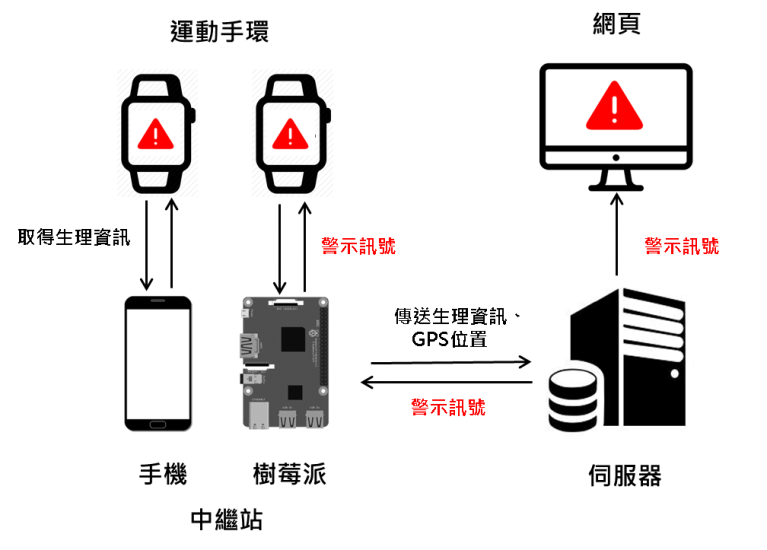 運動手環
網頁
取得生理資訊
警示訊號
警示訊號
傳送生理資訊、
GPS位置
警示訊號
手機
樹莓派
伺服器
中繼站